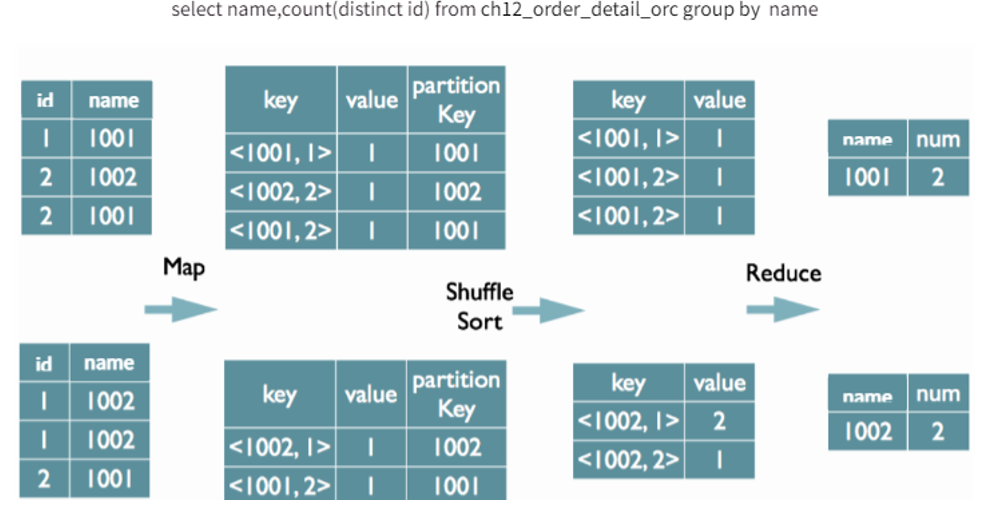 select name,count(distinct id) from ch12_order_detail_orc group by name
id name
1 1001
2 1002
2 1001
key value partition Key
<1001, 1> 1 1001
<1002, 2> 1 1002
<1001, 2> 1 1001
key value
<1001, 1> 1
<1001, 2> 1
<1001, 2> 1
name num
1001 2
Map
Shuffle
Sort
Reduce
id name
1 1002
1 1002
2 1001
key value partition Key
<1002, 1> 1 1002
<1001, 2> 1 1001
key value
<1002, 1> 2
<1002, 2> 1
name num
1002 2